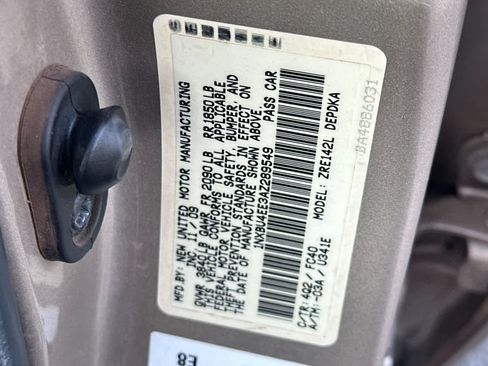 MFD. BY: NEW UNITED MOTOR MANUFACTURING
INC. 11/09
GVWR 3840LB GAWR FR 2090LB RR 1850LB
THIS VEHICLE CONFORMS TO ALL APPLICABLE
FEDERAL MOTOR VEHICLE SAFETY, BUMPER, AND
THEFT PREVENTION STANDARDS IN EFFECT ON
THE DATE OF MANUFACTURE SHOWN ABOVE.
1NXBU4EE3AZ289549 PASS CAR
MODEL: ZRE142L DEPDKA
C/TR: 4Q2 / FC40
A/TM: -03A / U341E